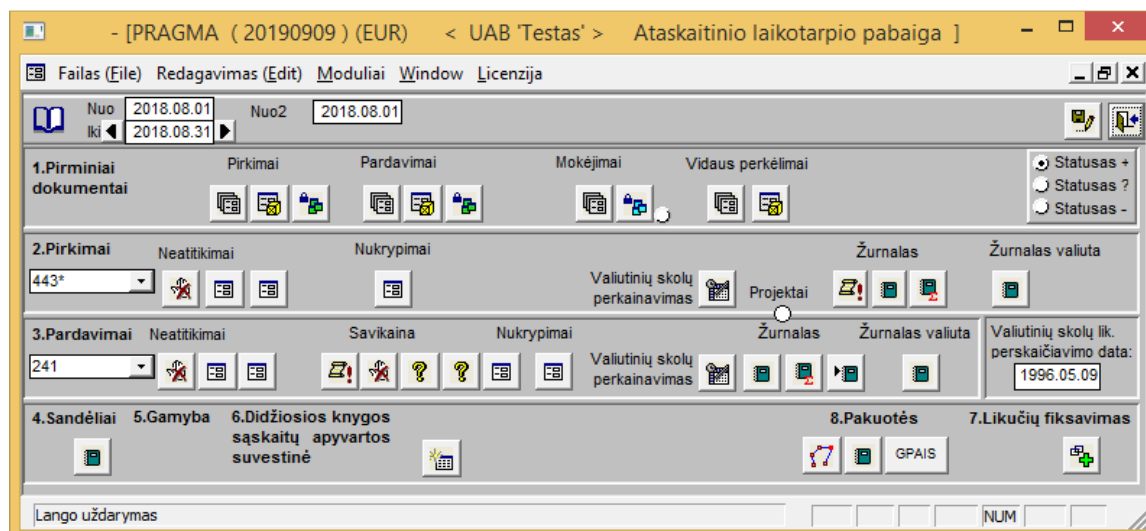 - [PRAGMA ( 20190909 ) (EUR) < UAB 'Testas' > Ataskaitinio laikotarpio pabaiga ]
Failas (File) Redagavimas (Edit) Moduliai Window Licenzija
Nuo 2018.08.01 Nuo2 2018.08.01
Iki 2018.08.31
1.Pirminiai dokumentai
Pirkimai Pardavimai Mokėjimai Vidaus perkėlimai
Statusas +
Statusas ?
Statusas -
2.Pirkimai Neatitikimai Nukrypimai Žurnalas Žurnalas valiuta
443*
Valiutinių skolų
perkainavimas
Projektai
3.Pardavimai Neatitikimai Savikaina Nukrypimai Žurnalas Žurnalas valiuta
241
Valiutinių skolų
perkainavimas
Valiutinių skolų lik.
perskaičiavimo data:
1996.05.09
4.Sandėliai 5.Gamyba 6.Didžiosios knygos
sąskaitų apyvartos
suvestinė
8.Pakuotės 7.Likučių fiksavimas
GPAIS
Lango uždarymas NUM